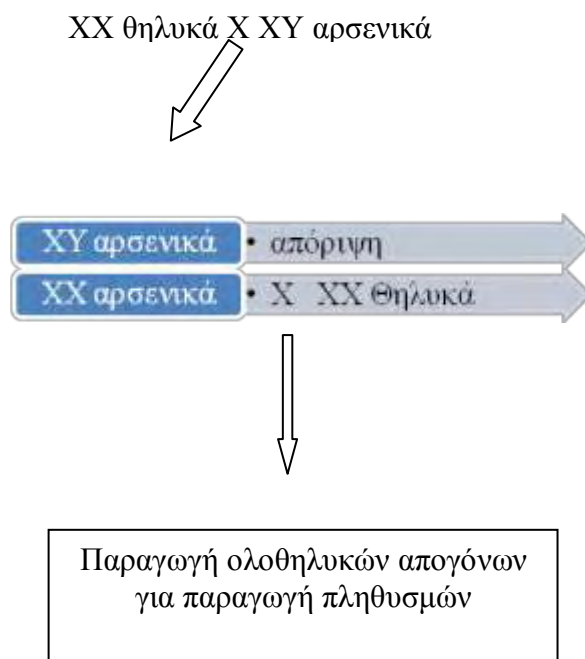 XX θηλυκά X XY αρσενικά
XY αρσενικά • απόριψη
XX αρσενικά • X XX Θηλυκά
Παραγωγή ολοθηλυκών απογόνων
για παραγωγή πληθυσμών